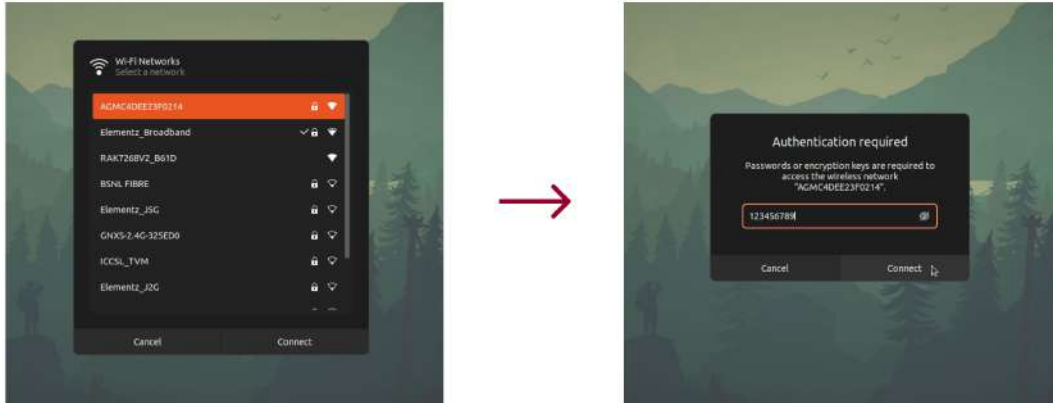 Wi-Fi Networks
Select a network
AGMC4DEE23F0214
Elementz_Broadband
RAK7268V2_B61D
BSNL FIBRE
Elementz_J5G
GNXS-2.4G-325ED0
ICCSL_TVM
Elementz_J2G
Cancel Connect
Authentication required
Passwords or encryption keys are required to
access the wireless network
"AGMC4DEE23F0214".
123456789
Cancel Connect